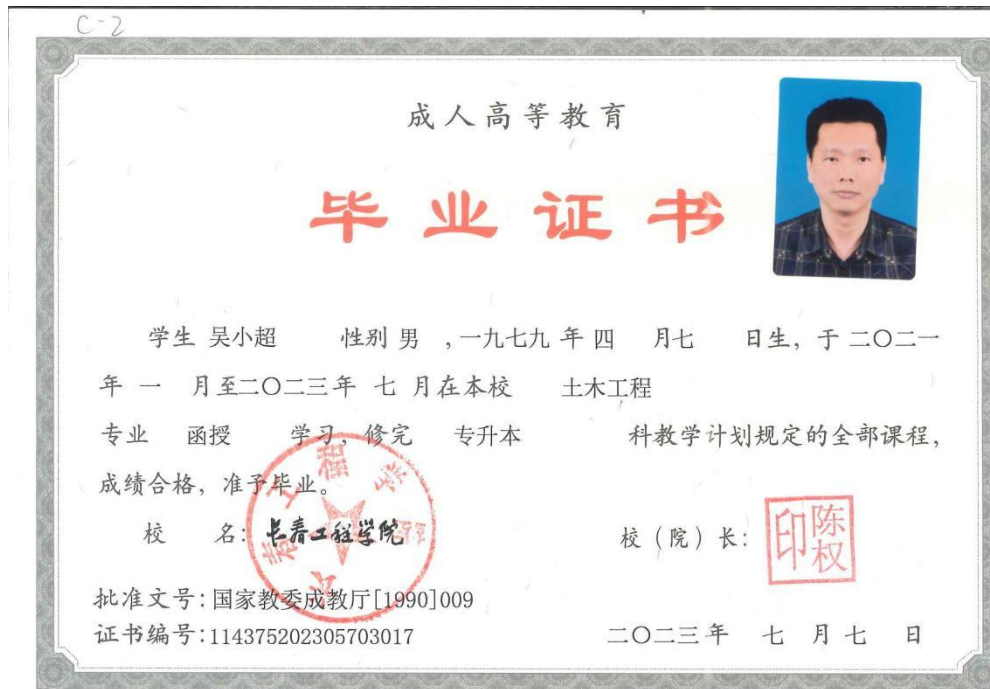 C-2
成人高等教育
毕业证书
学生 吴小超 性别 男 ,一九七九 年 四 月七 日生, 于 二〇二一
年 一 月至二〇二三年 七 月在本校 土木工程
专业 函授 学习, 修完 专升本 科教学计划规定的全部课程,
成绩合格, 准予毕业。
校 名: 长春工程学院 校(院)长: 陈权印
批准文号: 国家教委成教厅[1990]009
证书编号:114375202305703017 二〇二三年 七 月七 日
长春工程学院